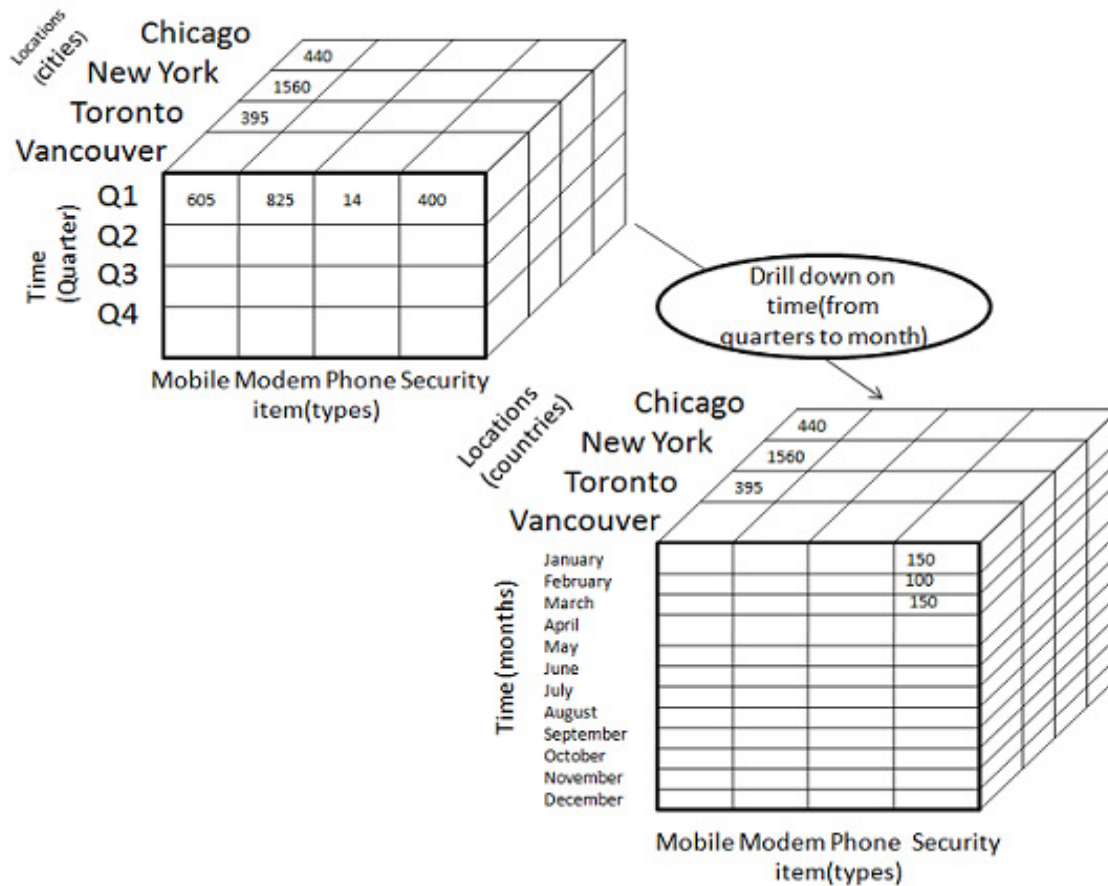 Locations
(cities)
Chicago
New York
Toronto
Vancouver
440
1560
395
Time
(Quarter)
Q1
Q2
Q3
Q4
605 825 14 400
Mobile Modem Phone Security
item(types)
Drill down on
time(from
quarters to month)
Locations
(countries)
Chicago
New York
Toronto
Vancouver
440
1560
395
Time (months)
January 150
February 100
March 150
April
May
June
July
August
September
October
November
December
Mobile Modem Phone Security
item(types)